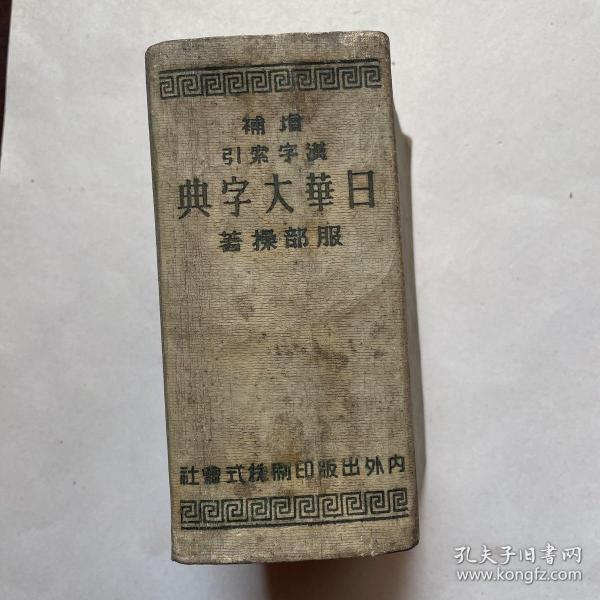 增補
漢字索引
日華大字典
服部操著
内外出版印刷株式會社
孔夫子旧书网
www.kongfz.com